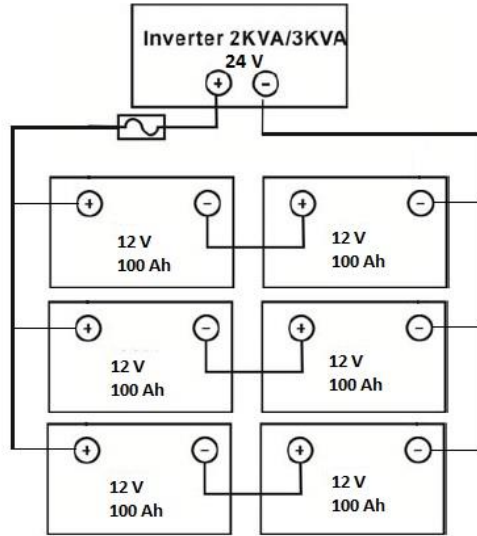 Inverter 2KVA/3KVA
24 V
+ −
+ − + −
12 V 12 V
100 Ah 100 Ah
+ − + −
12 V 12 V
100 Ah 100 Ah
+ − + −
12 V 12 V
100 Ah 100 Ah